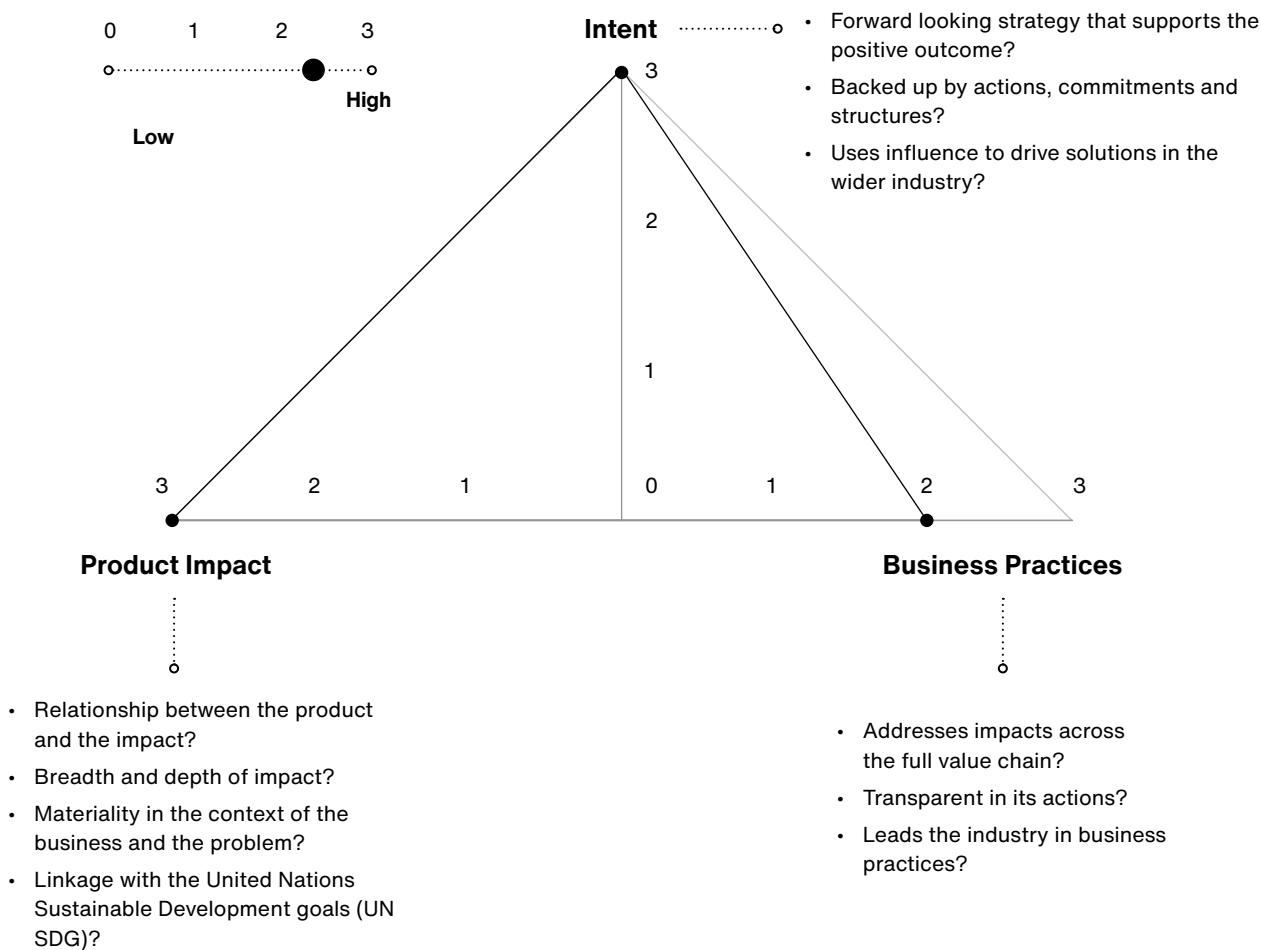 0 1 2 3
High
Low
Intent
• Forward looking strategy that supports the
positive outcome?
• Backed up by actions, commitments and
structures?
• Uses influence to drive solutions in the
wider industry?
3
2
1
3 2 1 0 1 2 3
Product Impact
Business Practices
• Relationship between the product
and the impact?
• Breadth and depth of impact?
• Materiality in the context of the
business and the problem?
• Linkage with the United Nations
Sustainable Development goals (UN
SDG)?
• Addresses impacts across
the full value chain?
• Transparent in its actions?
• Leads the industry in business
practices?